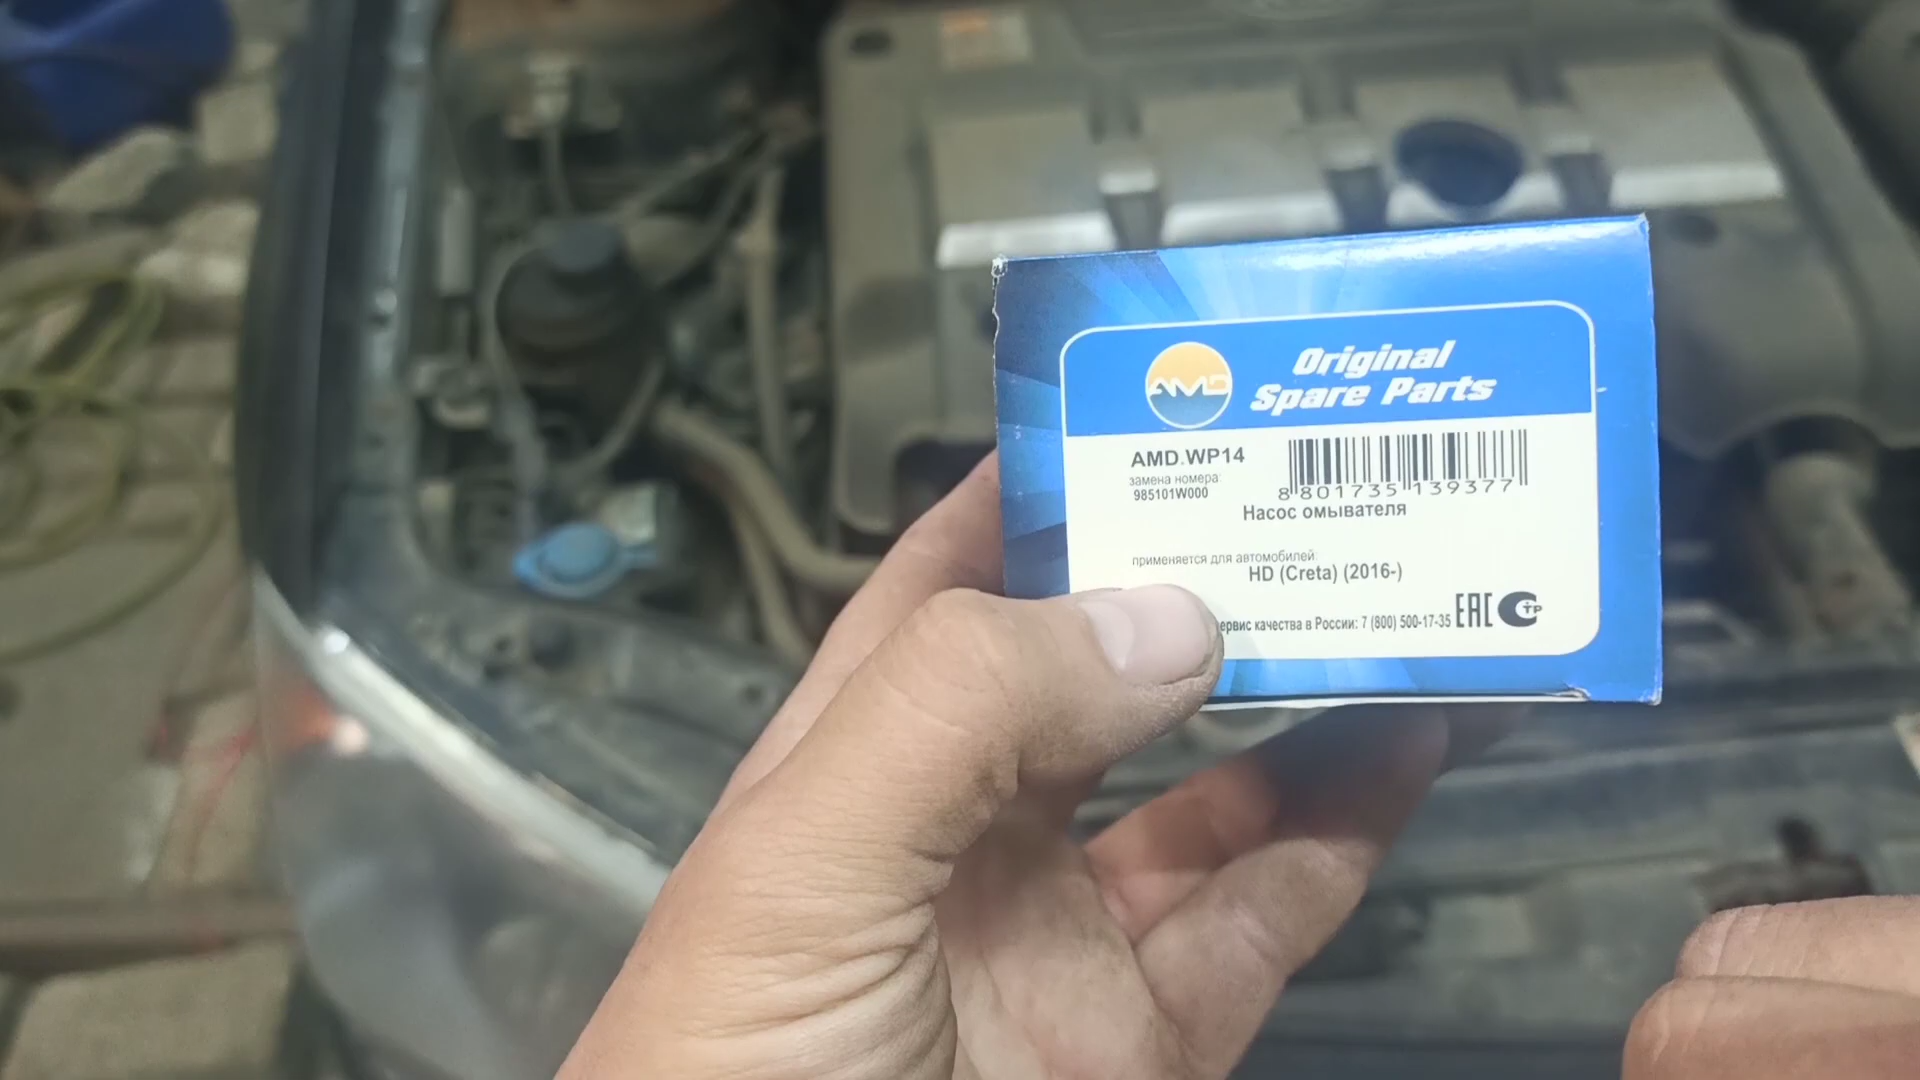 AMD
Original
Spare Parts
AMD.WP14
замена номера:
985101W000
8 801735 139377
Насос омывателя
применяется для автомобилей:
HD (Creta) (2016-)
качества в России: 7 (800) 500-17-35
EAC
СТР